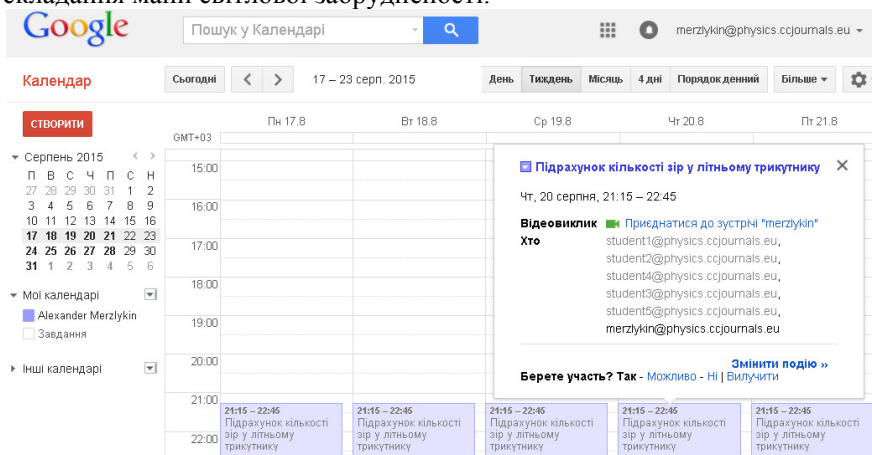 складання мапи світлової забрудненості.
Google
Пошук у Календарі
merzlykin@physics.ccjournals.eu
Календар
Сьогодні
17 – 23 серп. 2015
День Тиждень Місяць 4 дні Порядок денний Більше
СТВОРИТИ
Пн 17.8 Вт 18.8 Ср 19.8 Чт 20.8 Пт 21.8
GMT+03
Серпень 2015
П В С Ч П С Н
27 28 29 30 31 1 2
3 4 5 6 7 8 9
10 11 12 13 14 15 16
17 18 19 20 21 22 23
24 25 26 27 28 29 30
31 1 2 3 4 5 6
Мої календарі
Alexander Merzlykin
Завдання
Інші календарі
15:00
16:00
17:00
18:00
19:00
20:00
21:00
22:00
Підрахунок кількості зір у літньому трикутнику
Чт, 20 серпня, 21:15 – 22:45
Відеовиклик Приєднатися до зустрічі "merzlykin"
Хто student1@physics.ccjournals.eu,
student2@physics.ccjournals.eu,
student4@physics.ccjournals.eu,
student3@physics.ccjournals.eu,
student5@physics.ccjournals.eu,
merzlykin@physics.ccjournals.eu
Змінити подію »
Берете участь? Так - Можливо - Ні | Вилучити
21:15 – 22:45
Підрахунок кількості
зір у літньому
трикутнику
21:15 – 22:45
Підрахунок кількості
зір у літньому
трикутнику
21:15 – 22:45
Підрахунок кількості
зір у літньому
трикутнику
21:15 – 22:45
Підрахунок кількості
зір у літньому
трикутнику
21:15 – 22:45
Підрахунок кількості
зір у літньому
трикутнику